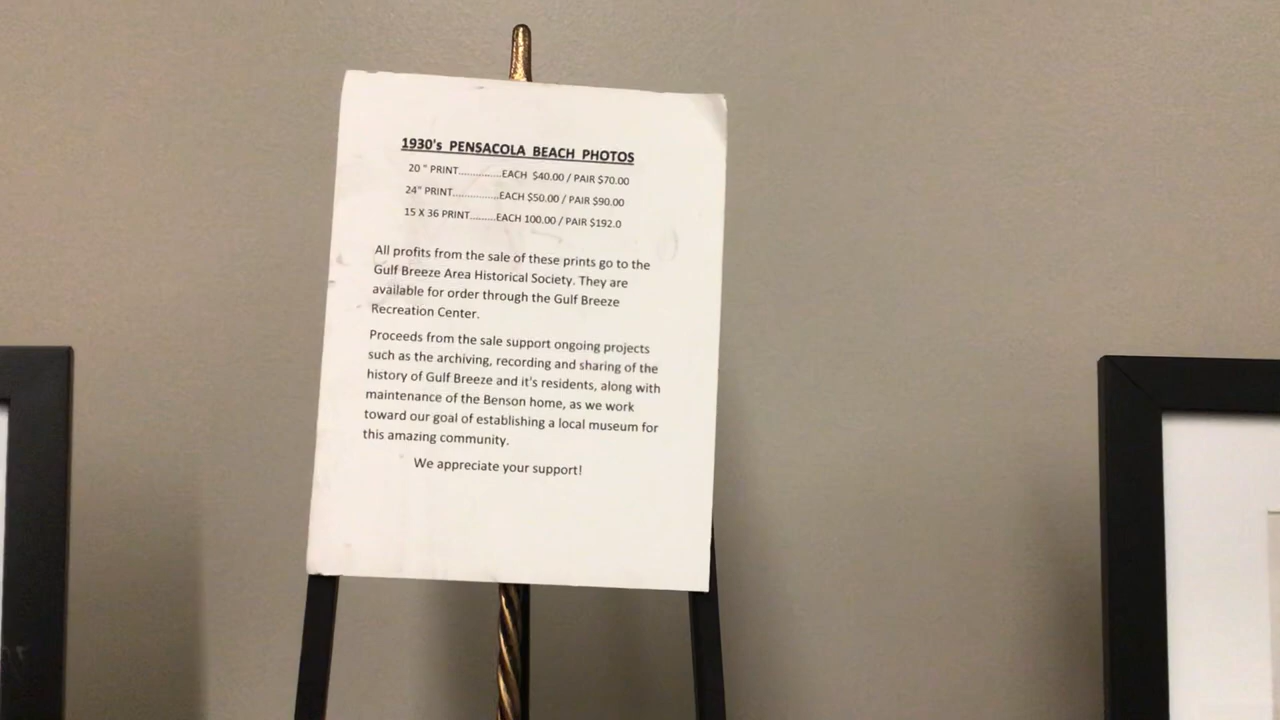 1930's PENSACOLA BEACH PHOTOS
20 " PRINT...............EACH $40.00 / PAIR $70.00
24" PRINT................EACH $50.00 / PAIR $90.00
15 X 36 PRINT.........EACH 100.00 / PAIR $192.0
All profits from the sale of these prints go to the
Gulf Breeze Area Historical Society. They are
available for order through the Gulf Breeze
Recreation Center.
Proceeds from the sale support ongoing projects
such as the archiving, recording and sharing of the
history of Gulf Breeze and it's residents, along with
maintenance of the Benson home, as we work
toward our goal of establishing a local museum for
this amazing community.
We appreciate your support!